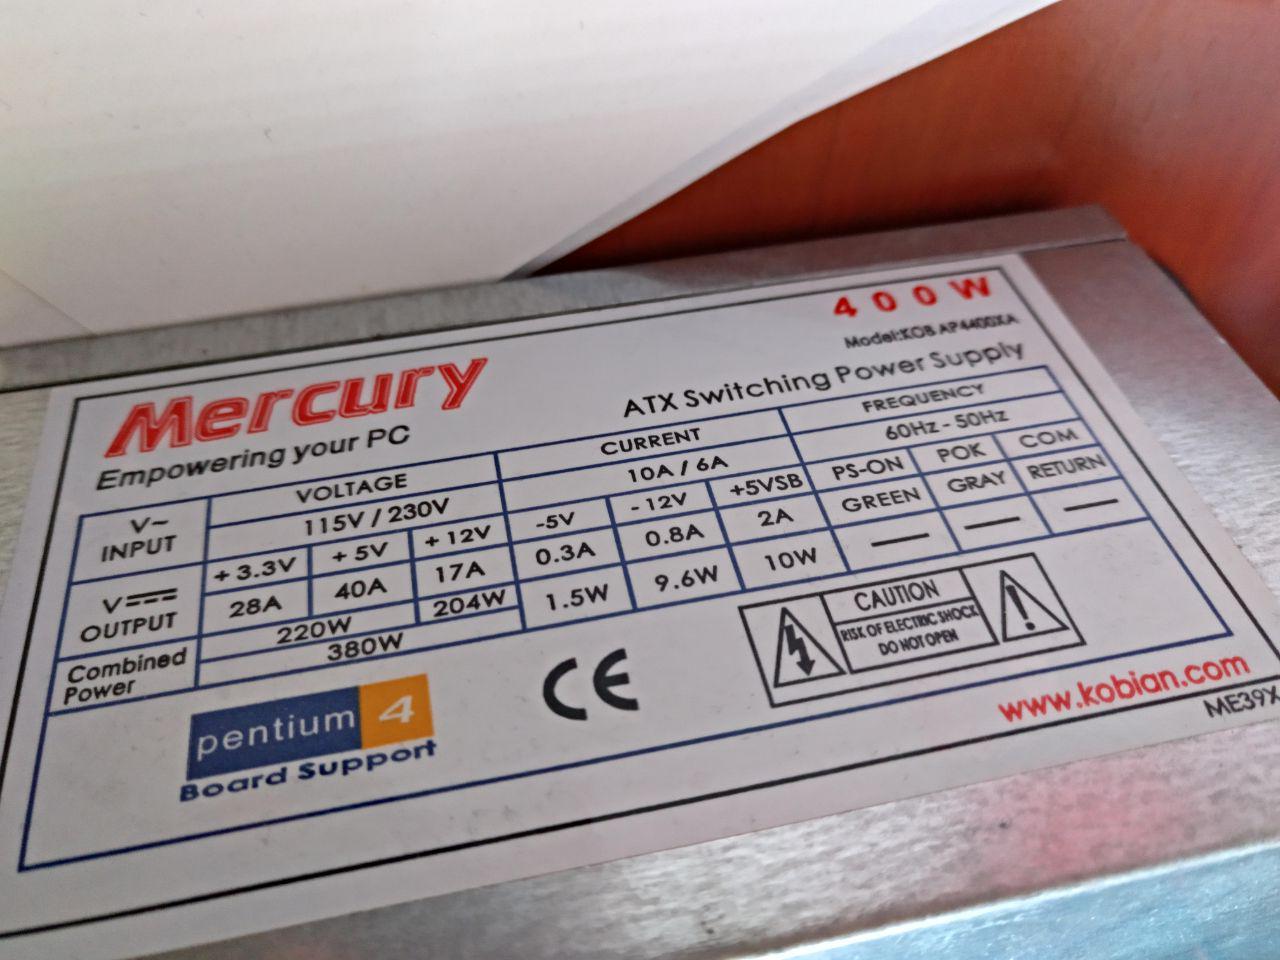 400W
Model:KOB AP4400XA
Mercury
Empowering your PC
ATX Switching Power Supply
V~ INPUT
VOLTAGE
CURRENT
FREQUENCY
115V / 230V
10A / 6A
60Hz - 50Hz
V OUTPUT
+3.3V +5V +12V -5V -12V +5VSB PS-ON POK COM
28A 40A 17A 0.3A 0.8A 2A GREEN GRAY RETURN
220W 204W 1.5W 9.6W 10W — — —
Combined Power
380W
CAUTION
RISK OF ELECTRIC SHOCK
DO NOT OPEN
CE
pentium 4
Board Support
www.kobian.com
ME39X